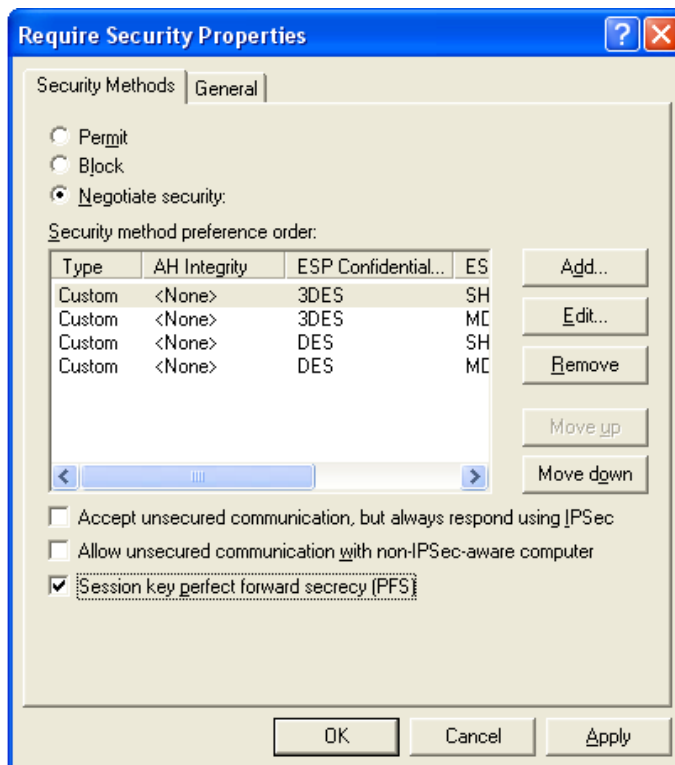 Require Security Properties
Security Methods General
Permit
Block
Negotiate security:
Security method preference order:
Type AH Integrity ESP Confidential... ES
Custom <None> 3DES SH
Custom <None> 3DES MD
Custom <None> DES SH
Custom <None> DES MD
Add...
Edit...
Remove
Move up
Move down
Accept unsecured communication, but always respond using IPSec
Allow unsecured communication with non-IPSec-aware computer
Session key perfect forward secrecy (PFS)
OK Cancel Apply